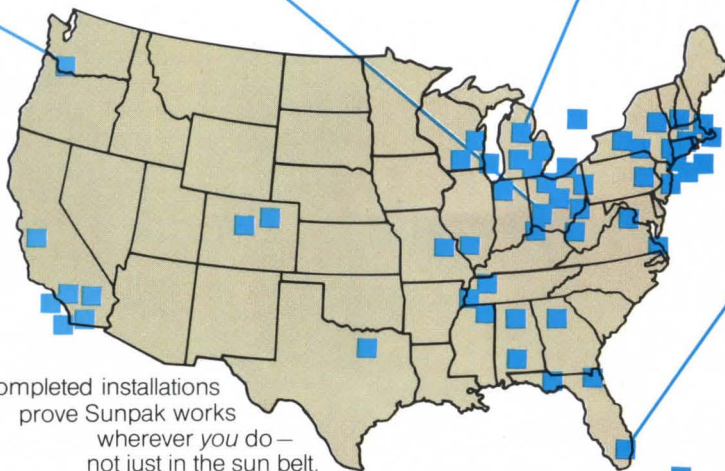 ompleted installations
prove Sunpak works
wherever you do—
not just in the sun belt.